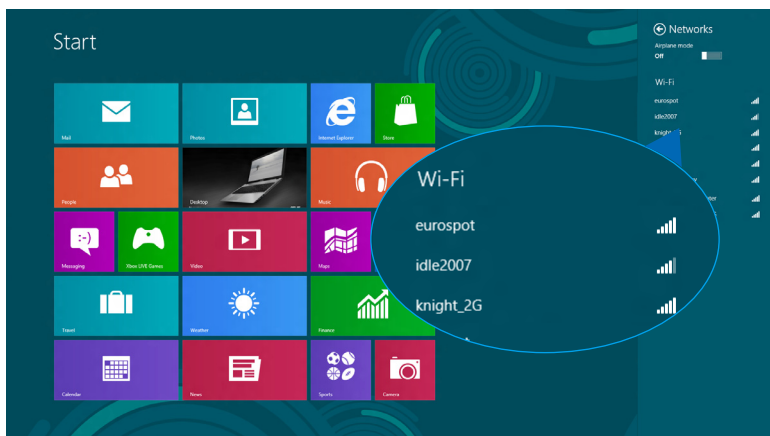 Start
Networks
Airplane mode
Off
Wi-Fi
eurospot
idle2007
Mail
Photos
Internet Explorer
Store
People
Desktop
Music
Messaging
Xbox LIVE Games
Video
Maps
Travel
Weather
Finance
Calendar
News
Sports
Camera
Wi-Fi
eurospot
idle2007
knight_2G